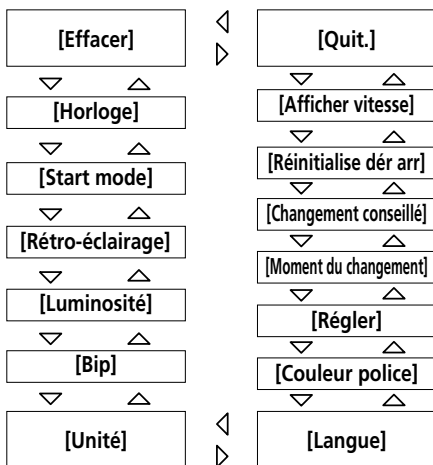 [Effacer]
[Horloge]
[Start mode]
[Rétro-éclairage]
[Luminosité]
[Bip]
[Unité]
[Quit.]
[Afficher vitesse]
[Réinitialise dér arr]
[Changement conseillé]
[Moment du changement]
[Régler]
[Couleur police]
[Langue]